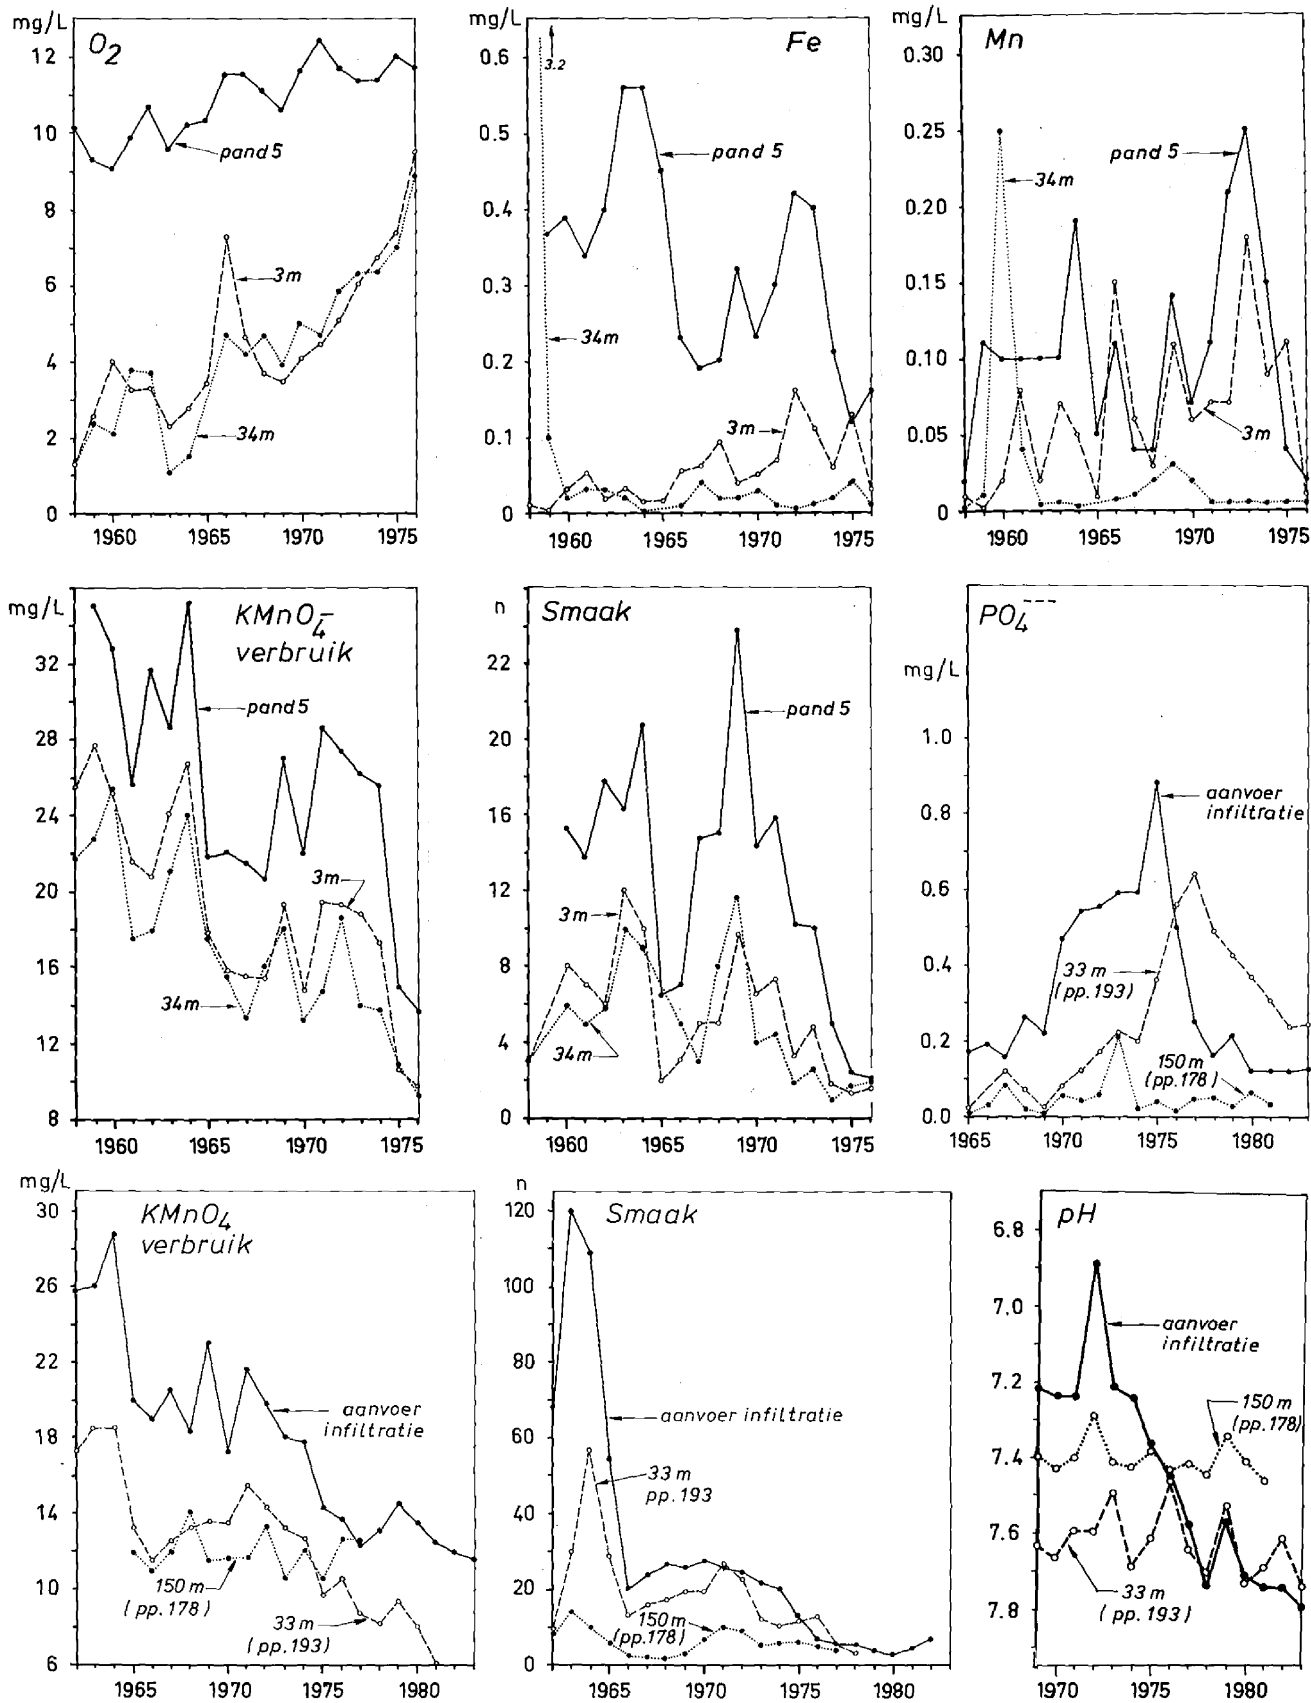 mg/L
O2
12
10
8
6
4
2
0
pand 5
3m
34m
1960 1965 1970 1975
mg/L
Fe
3.2
0.6
0.5
0.4
0.3
0.2
0.1
0
pand 5
34m
3m
1960 1965 1970 1975
mg/L
Mn
0.30
0.25
0.20
0.15
0.10
0.05
0
pand 5
34m
3m
1960 1965 1970 1975
mg/L
KMnO4-
verbruik
32
28
24
20
16
12
8
pand 5
3m
34m
1960 1965 1970 1975
n
Smaak
22
20
16
12
8
4
0
pand 5
3m
34m
1960 1965 1970 1975
PO4---
mg/L
1.0
0.8
0.6
0.4
0.2
0.0
aanvoer
infiltratie
33 m
(pp.193)
150 m
(pp.178)
1965 1970 1975 1980
mg/L
KMnO4
verbruik
30
26
22
18
14
10
6
aanvoer
infiltratie
150 m
(pp.178)
33 m
(pp.193)
1965 1970 1975 1980
n
Smaak
120
100
80
60
40
20
0
aanvoer infiltratie
33 m
pp.193
150 m
(pp.178)
1965 1970 1975 1980
pH
6.8
7.0
7.2
7.4
7.6
7.8
aanvoer
infiltratie
150 m
(pp.178)
33 m
(pp.193)
1970 1975 1980